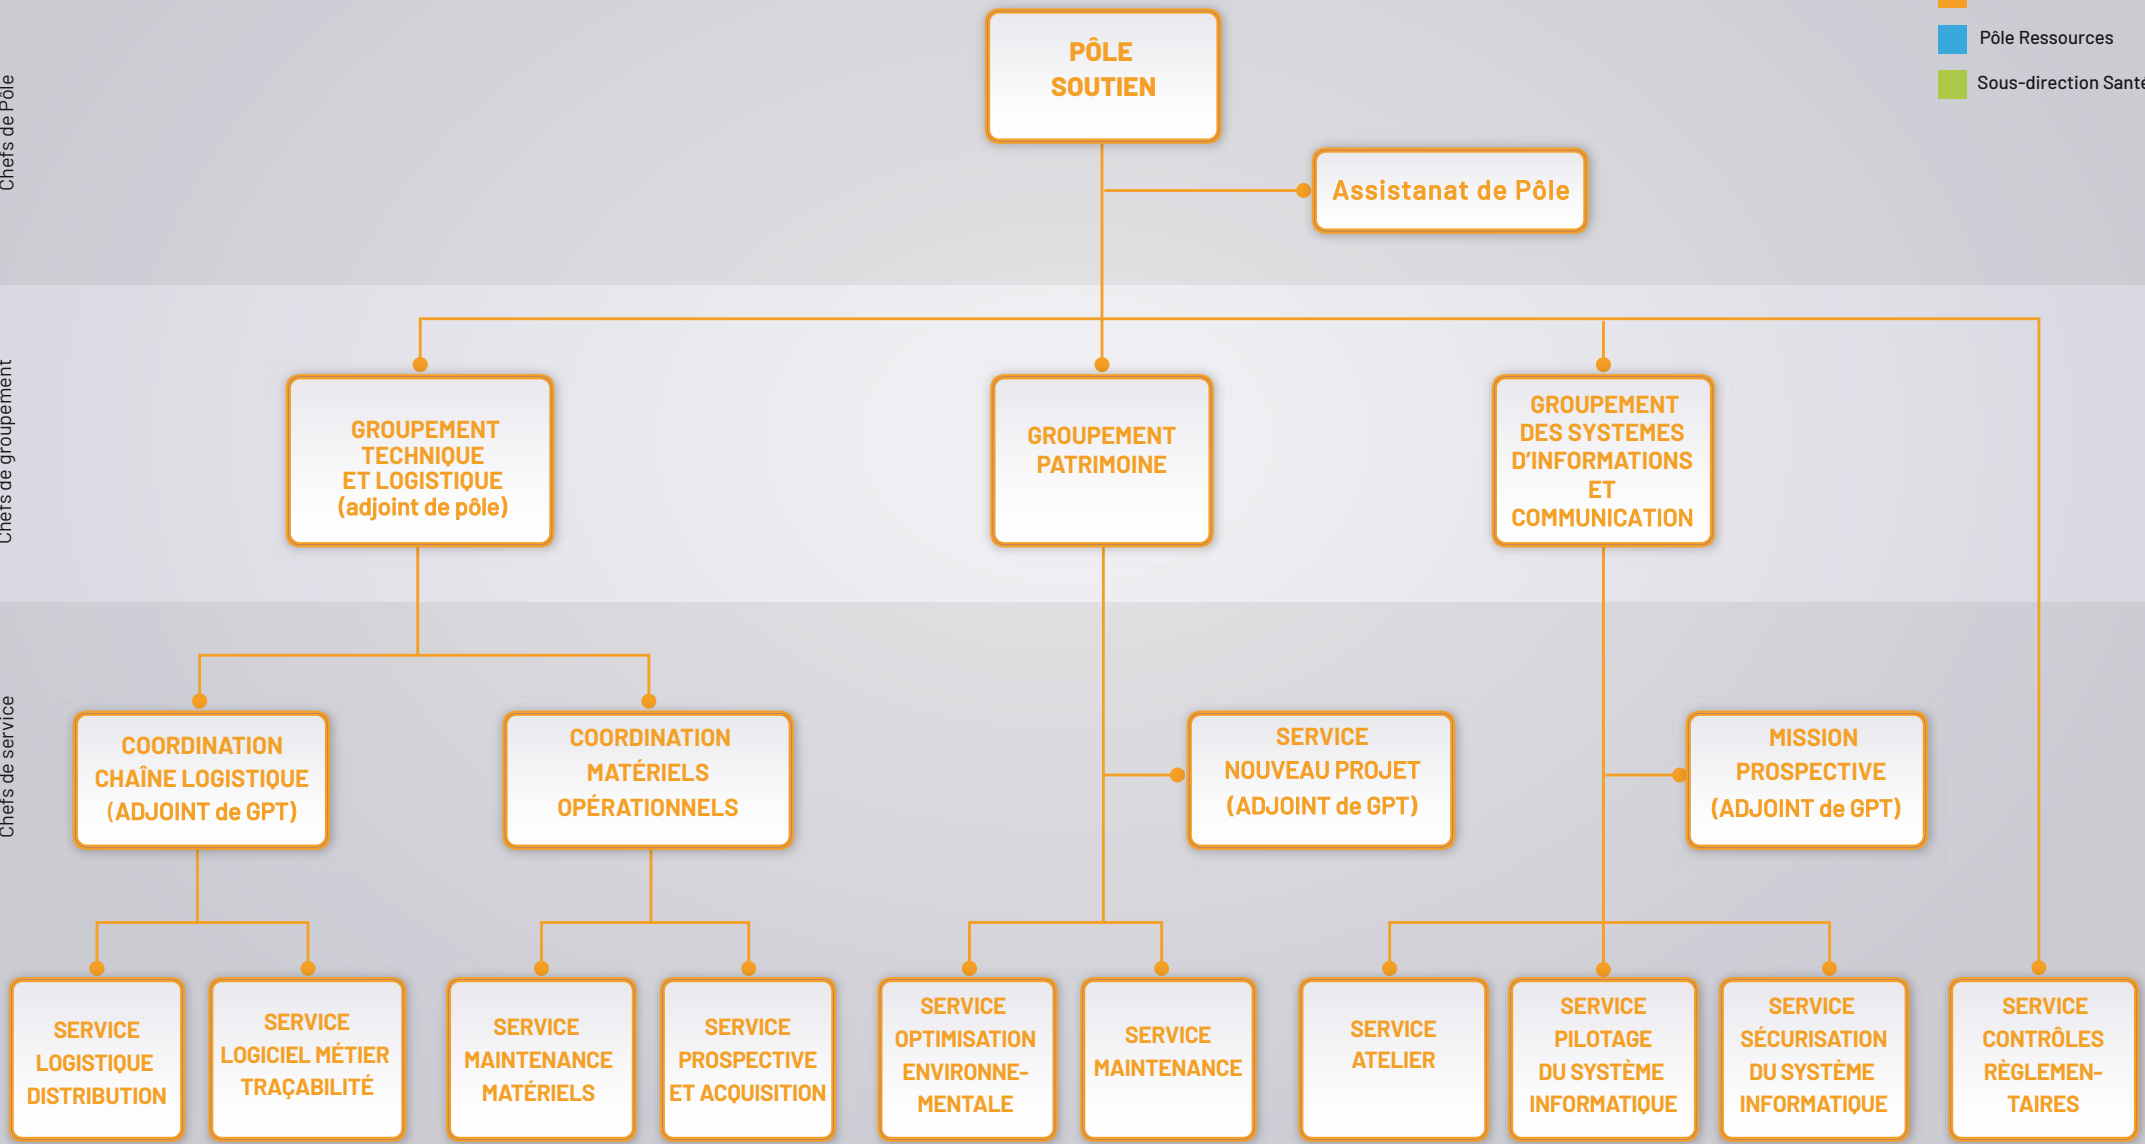 Pôle Ressources
Sous-direction Santé
Chefs de Pôle
PÔLE
SOUTIEN
Assistanat de Pôle
Chefs de groupement
GROUPEMENT
TECHNIQUE
ET LOGISTIQUE
(adjoint de pôle)
GROUPEMENT
PATRIMOINE
GROUPEMENT
DES SYSTEMES
D'INFORMATIONS
ET
COMMUNICATION
Chefs de service
COORDINATION
CHAÎNE LOGISTIQUE
(ADJOINT de GPT)
COORDINATION
MATÉRIELS
OPÉRATIONNELS
SERVICE
NOUVEAU PROJET
(ADJOINT de GPT)
MISSION
PROSPECTIVE
(ADJOINT de GPT)
SERVICE
LOGISTIQUE
DISTRIBUTION
SERVICE
LOGICIEL MÉTIER
TRAÇABILITÉ
SERVICE
MAINTENANCE
MATÉRIELS
SERVICE
PROSPECTIVE
ET ACQUISITION
SERVICE
OPTIMISATION
ENVIRONNE-
MENTALE
SERVICE
MAINTENANCE
SERVICE
ATELIER
SERVICE
PILOTAGE
DU SYSTÈME
INFORMATIQUE
SERVICE
SÉCURISATION
DU SYSTÈME
INFORMATIQUE
SERVICE
CONTRÔLES
RÈGLEMEN-
TAIRES